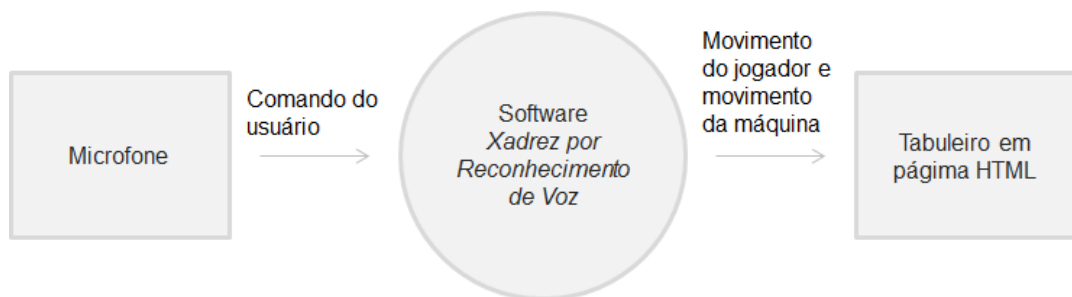 Microfone
Comando do
usuário
Software
Xadrez por
Reconhecimento
de Voz
Movimento
do jogador e
movimento
da máquina
Tabuleiro em
págima HTML